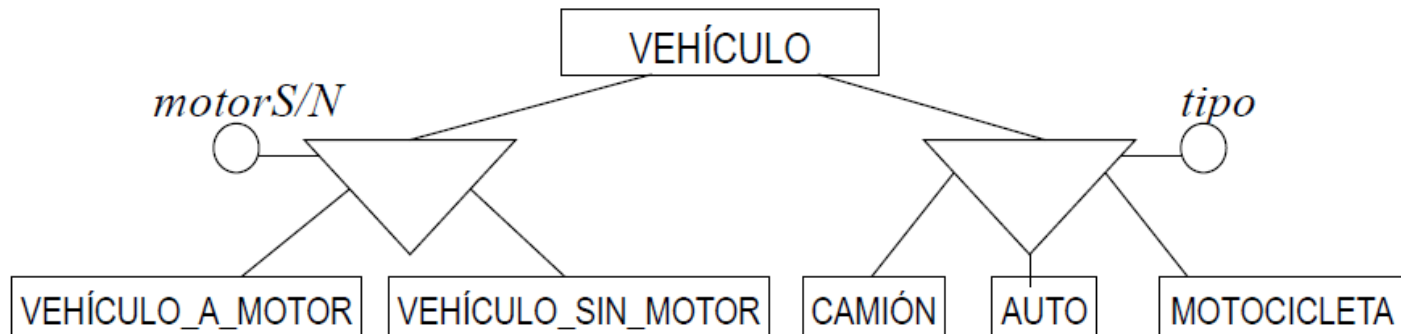 VEHÍCULO
motorS/N
tipo
VEHÍCULO_A_MOTOR
VEHÍCULO_SIN_MOTOR
CAMIÓN
AUTO
MOTOCICLETA